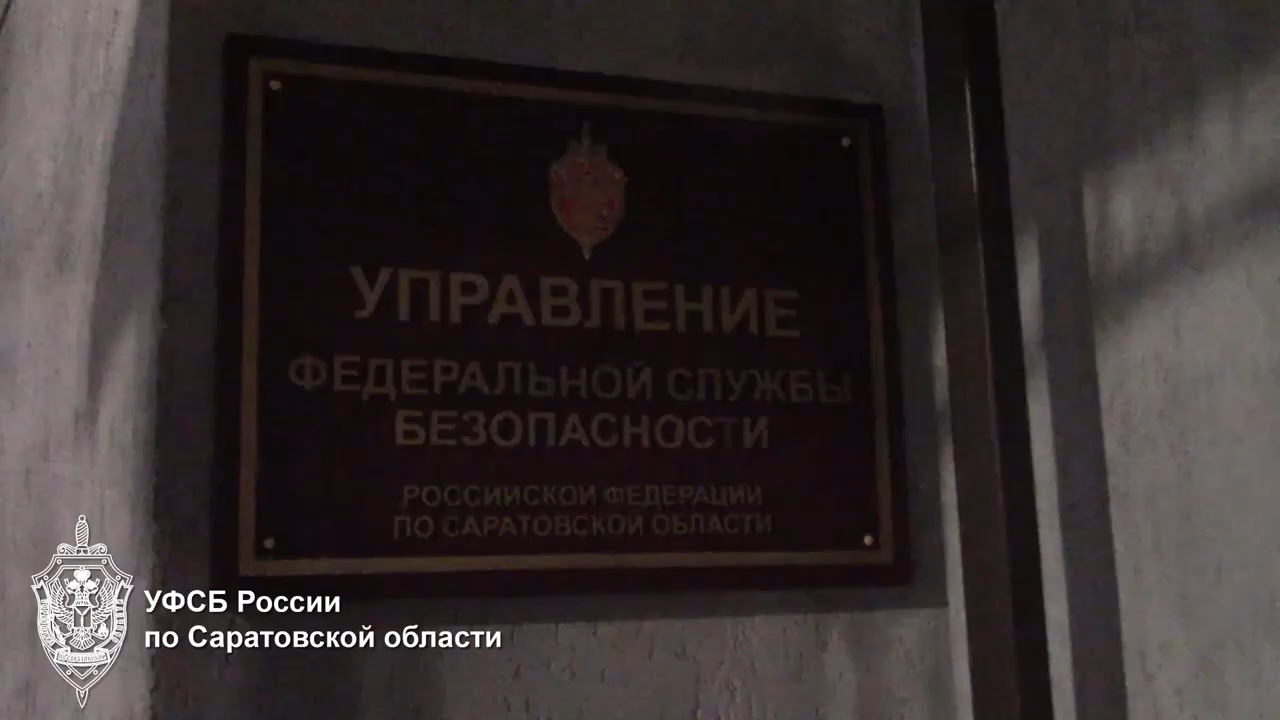 УПРАВЛЕНИЕ
ФЕДЕРАЛЬНОЙ СЛУЖБЫ
БЕЗОПАСНОСТИ
РОССИЙСКОЙ ФЕДЕРАЦИИ
ПО САРАТОВСКОЙ ОБЛАСТИ
УФСБ России
по Саратовской области